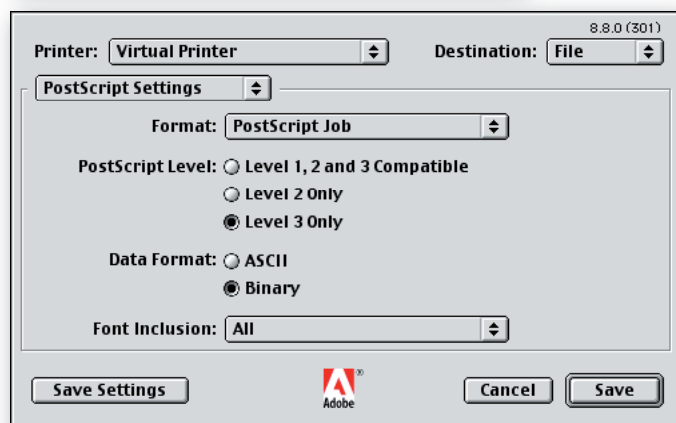 8.8.0 (301)
Printer: Virtual Printer Destination: File
PostScript Settings
Format: PostScript Job
PostScript Level: Level 1, 2 and 3 Compatible
Level 2 Only
Level 3 Only
Data Format: ASCII
Binary
Font Inclusion: All
Save Settings Adobe® Cancel Save